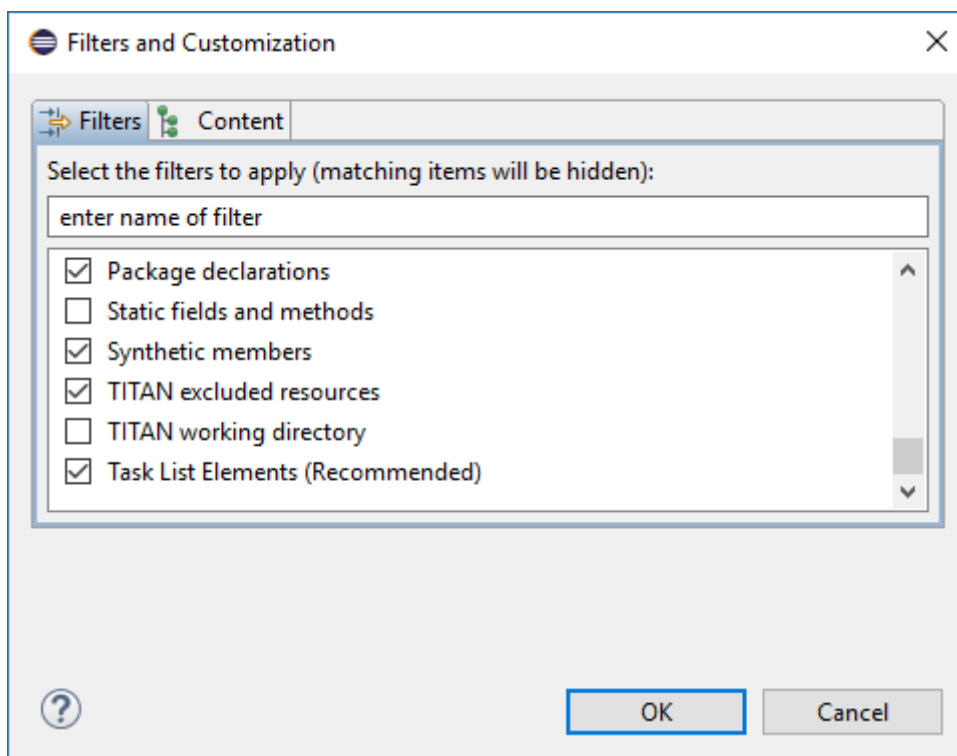 Filters and Customization
Filters
Content
Select the filters to apply (matching items will be hidden):
enter name of filter
Package declarations
Static fields and methods
Synthetic members
TITAN excluded resources
TITAN working directory
Task List Elements (Recommended)
?
OK
Cancel